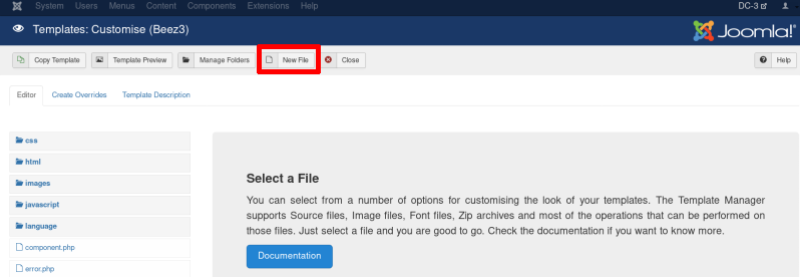 System Users Menus Content Components Extensions Help DC-3
Templates: Customise (Beez3) Joomla!®
Copy Template Template Preview Manage Folders New File Close Help
Editor Create Overrides Template Description
css
html
images
javascript
language
component.php
error.php
Select a File
You can select from a number of options for customising the look of your templates. The Template Manager
supports Source files, Image files, Font files, Zip archives and most of the operations that can be performed on
those files. Just select a file and you are good to go. Check the documentation if you want to know more.
Documentation